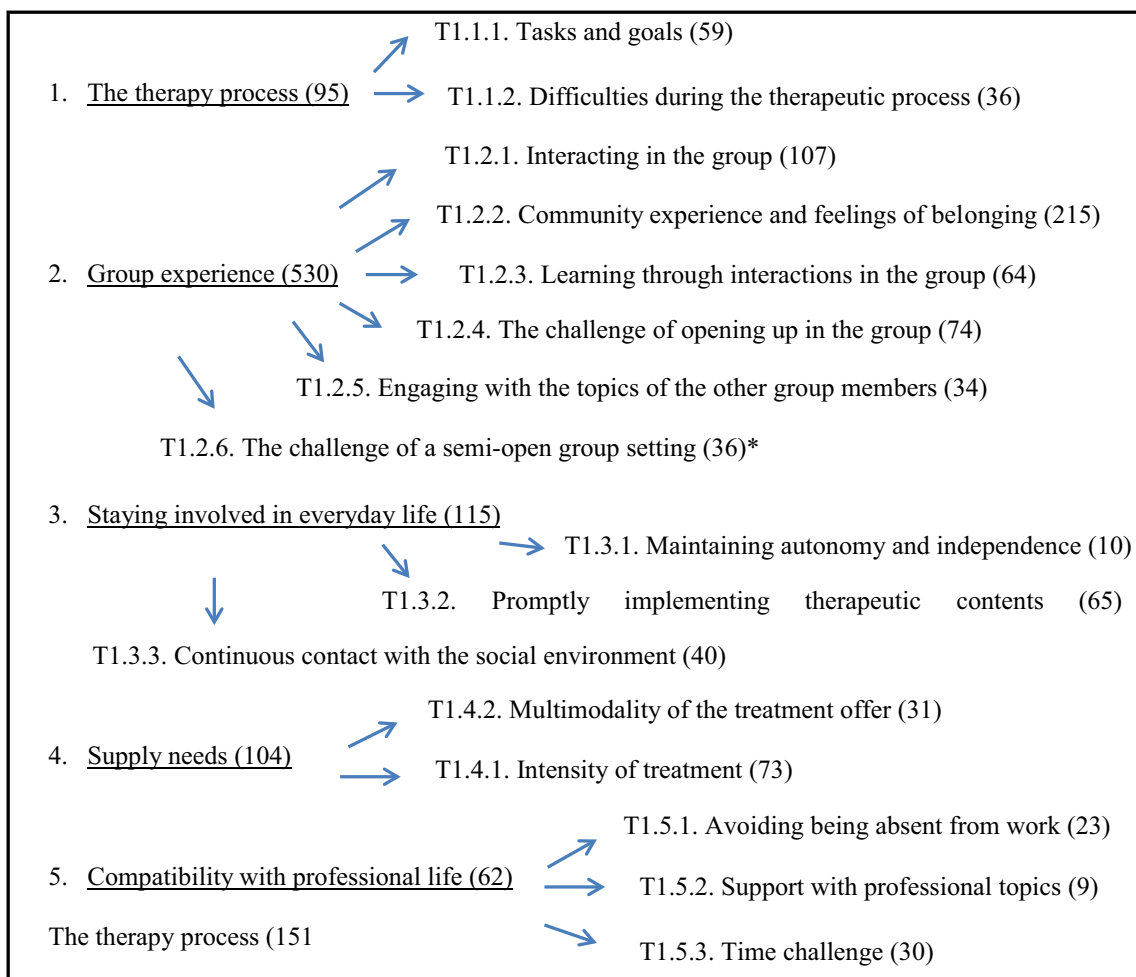 T1.1.1. Tasks and goals (59)
1. The therapy process (95)
T1.1.2. Difficulties during the therapeutic process (36)
T1.2.1. Interacting in the group (107)
T1.2.2. Community experience and feelings of belonging (215)
2. Group experience (530)
T1.2.3. Learning through interactions in the group (64)
T1.2.4. The challenge of opening up in the group (74)
T1.2.5. Engaging with the topics of the other group members (34)
T1.2.6. The challenge of a semi-open group setting (36)*
3. Staying involved in everyday life (115)
T1.3.1. Maintaining autonomy and independence (10)
T1.3.2. Promptly implementing therapeutic contents (65)
T1.3.3. Continuous contact with the social environment (40)
T1.4.2. Multimodality of the treatment offer (31)
4. Supply needs (104)
T1.4.1. Intensity of treatment (73)
T1.5.1. Avoiding being absent from work (23)
5. Compatibility with professional life (62)
T1.5.2. Support with professional topics (9)
The therapy process (151
T1.5.3. Time challenge (30)